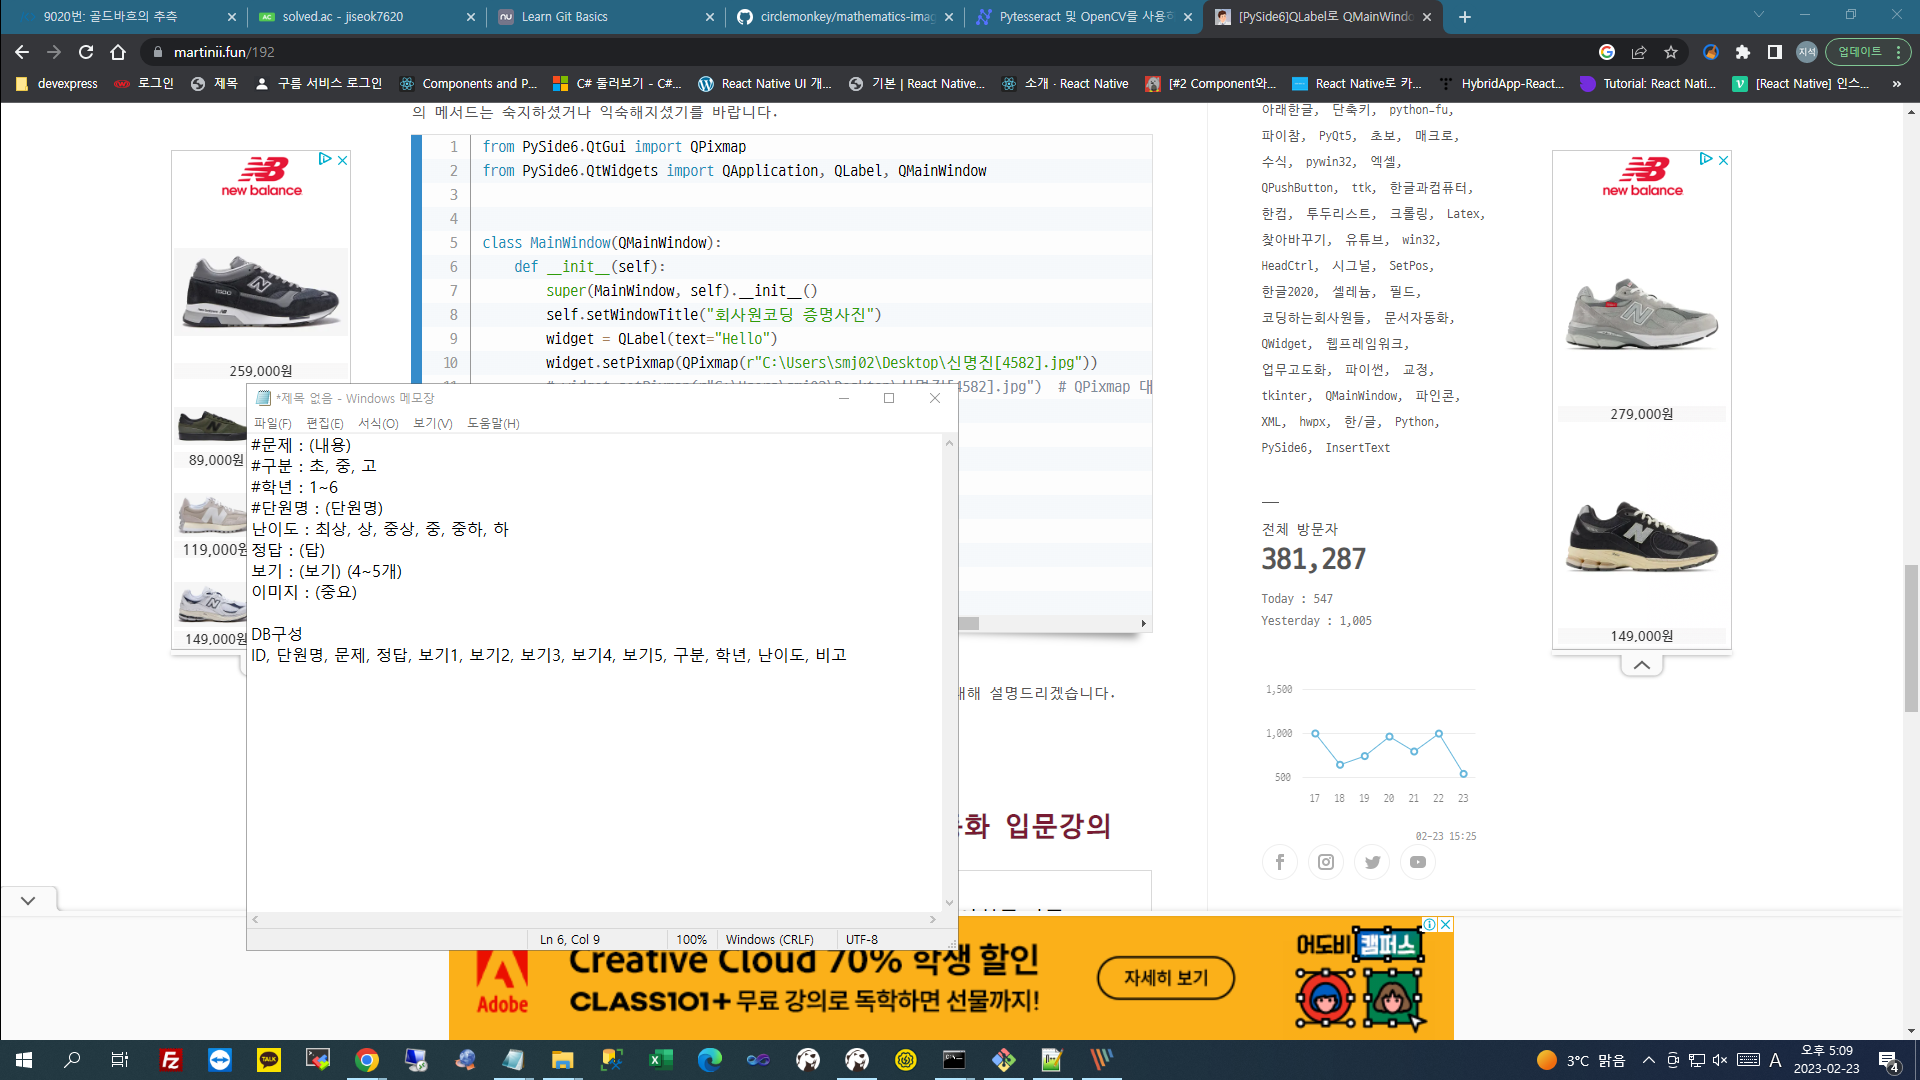 9020번: 골드바흐의 추측
solved.ac - jiseok7620
Learn Git Basics
circlemonkey/mathematics-imag
Pytesseract 및 OpenCV를 사용하
[PySide6]QLabel로 QMainWindo
martinii.fun/192
지석
업데이트
devexpress
로그인
제목
구름 서비스 로그인
Components and P...
C# 둘러보기 - C#...
React Native UI 개...
기본 | React Native...
소개 · React Native
[#2 Component와...
React Native로 카...
HybridApp-React...
Tutorial: React Nati...
[React Native] 인스...
의 메서드는 숙지하셨거나 익숙해지셨기를 바랍니다.
1 from PySide6.QtGui import QPixmap
2 from PySide6.QtWidgets import QApplication, QLabel, QMainWindow
3
4
5 class MainWindow(QMainWindow):
6 def __init__(self):
7 super(MainWindow, self).__init__()
8 self.setWindowTitle("회사원코딩 증명사진")
9 widget = QLabel(text="Hello")
10 widget.setPixmap(QPixmap(r"C:\Users\smj02\Desktop\신명진[4582].jpg"))
[4582].jpg") # QPixmap 대
new balance
259,000원
89,000원
119,000원
149,000원
*제목 없음 - Windows 메모장
파일(F) 편집(E) 서식(O) 보기(V) 도움말(H)
#문제 : (내용)
#구분 : 초, 중, 고
#학년 : 1~6
#단원명 : (단원명)
난이도 : 최상, 상, 중상, 중, 중하, 하
정답 : (답)
보기 : (보기) (4~5개)
이미지 : (중요)
DB구성
ID, 단원명, 문제, 정답, 보기1, 보기2, 보기3, 보기4, 보기5, 구분, 학년, 난이도, 비고
Ln 6, Col 9
100%
Windows (CRLF)
UTF-8
설명드리겠습니다.
입문강의
아래한글, 단축키, python-fu,
파이참, PyQt5, 초보, 매크로,
수식, pywin32, 엑셀,
QPushButton, ttk, 한글과컴퓨터,
한컴, 투두리스트, 크롤링, Latex,
찾아바꾸기, 유튜브, win32,
HeadCtrl, 시그널, SetPos,
한글2020, 셀레늄, 필드,
코딩하는회사원들, 문서자동화,
QWidget, 웹프레임워크,
업무고도화, 파이썬, 교정,
tkinter, QMainWindow, 파인콘,
XML, hwpx, 한/글, Python,
PySide6, InsertText
전체 방문자
381,287
Today : 547
Yesterday : 1,005
1,500
1,000
500
17 18 19 20 21 22 23
02-23 15:25
new balance
279,000원
149,000원
Adobe
Creative Cloud 70% 학생 할인
CLASS101+ 무료 강의로 독학하면 선물까지!
자세히 보기
어도비 캠퍼스
TALK
3°C 맑음
A
오후 5:09
2023-02-23
4